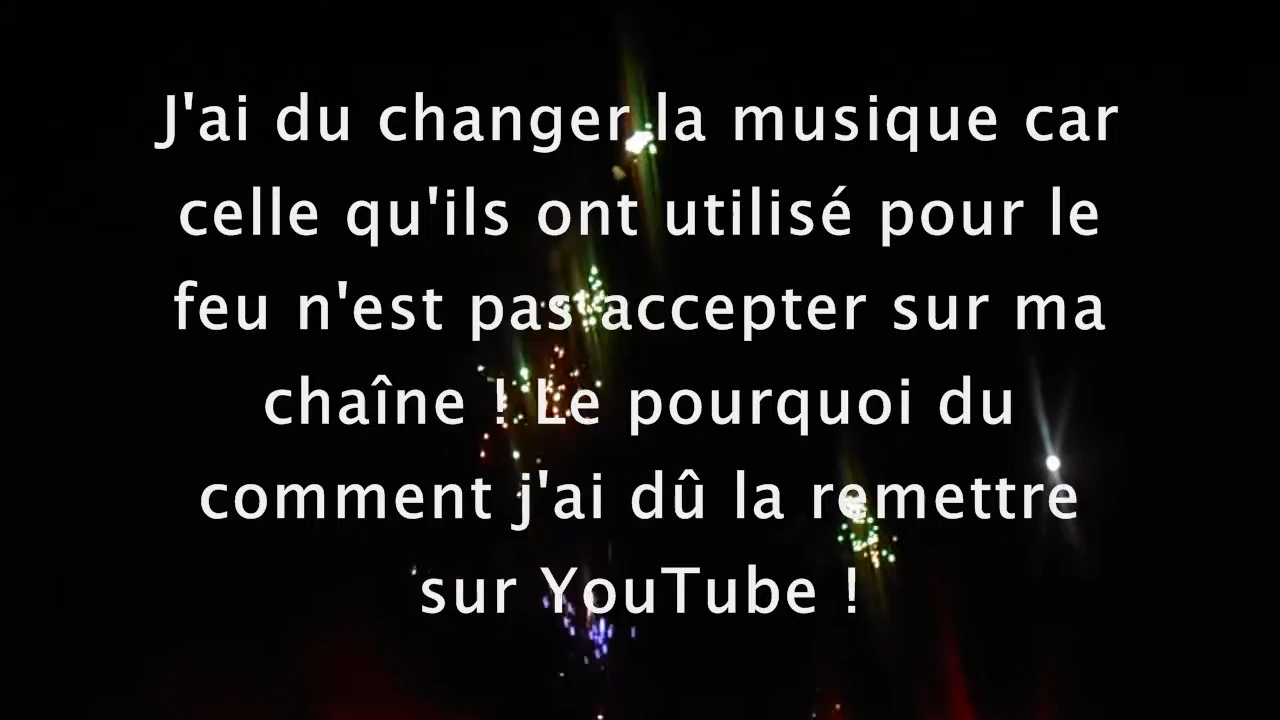 J'ai du changer la musique car
celle qu'ils ont utilisé pour le
feu n'est pas accepter sur ma
chaîne ! Le pourquoi du
comment j'ai dû la remettre
sur YouTube !